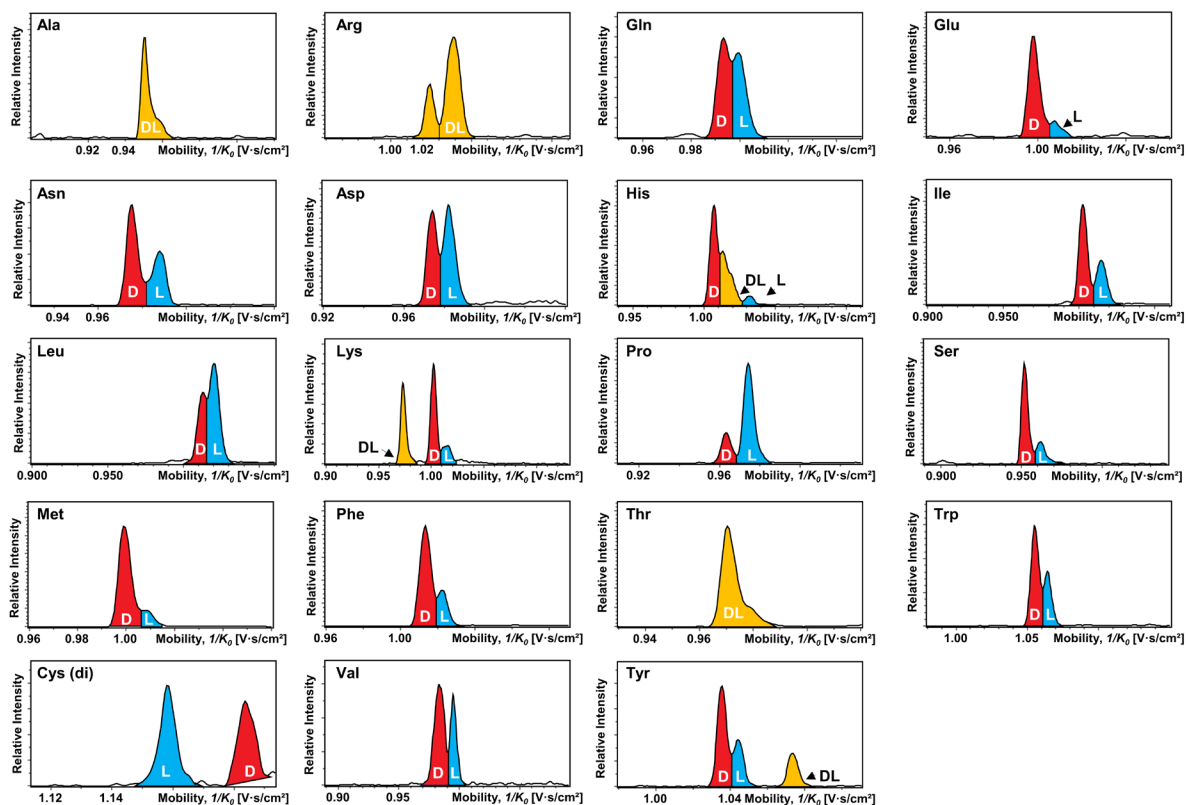 Ala
Relative Intensity
DL
0.92 0.94 Mobility, 1/K₀ [V·s/cm²]
Arg
Relative Intensity
DL
1.00 1.02 Mobility, 1/K₀ [V·s/cm²]
Gln
Relative Intensity
D L
0.96 0.98 Mobility, 1/K₀ [V·s/cm²]
Glu
Relative Intensity
D L
0.96 1.00 Mobility, 1/K₀ [V·s/cm²]
Asn
Relative Intensity
D L
0.94 0.96 Mobility, 1/K₀ [V·s/cm²]
Asp
Relative Intensity
D L
0.92 0.96 Mobility, 1/K₀ [V·s/cm²]
His
Relative Intensity
D DL L
0.95 1.00 Mobility, 1/K₀ [V·s/cm²]
Ile
Relative Intensity
D L
0.900 0.950 Mobility, 1/K₀ [V·s/cm²]
Leu
Relative Intensity
D L
0.900 0.950 Mobility, 1/K₀ [V·s/cm²]
Lys
Relative Intensity
DL D L
0.90 0.95 1.00 Mobility, 1/K₀ [V·s/cm²]
Pro
Relative Intensity
D L
0.92 0.96 Mobility, 1/K₀ [V·s/cm²]
Ser
Relative Intensity
D L
0.900 0.950 Mobility, 1/K₀ [V·s/cm²]
Met
Relative Intensity
D L
0.96 0.98 1.00 Mobility, 1/K₀ [V·s/cm²]
Phe
Relative Intensity
D L
0.96 1.00 Mobility, 1/K₀ [V·s/cm²]
Thr
Relative Intensity
DL
0.94 0.96 Mobility, 1/K₀ [V·s/cm²]
Trp
Relative Intensity
D L
1.00 1.05 Mobility, 1/K₀ [V·s/cm²]
Cys (di)
Relative Intensity
L D
1.12 1.14 Mobility, 1/K₀ [V·s/cm²]
Val
Relative Intensity
D L
0.90 0.95 Mobility, 1/K₀ [V·s/cm²]
Tyr
Relative Intensity
D L DL
1.00 1.04 Mobility, 1/K₀ [V·s/cm²]